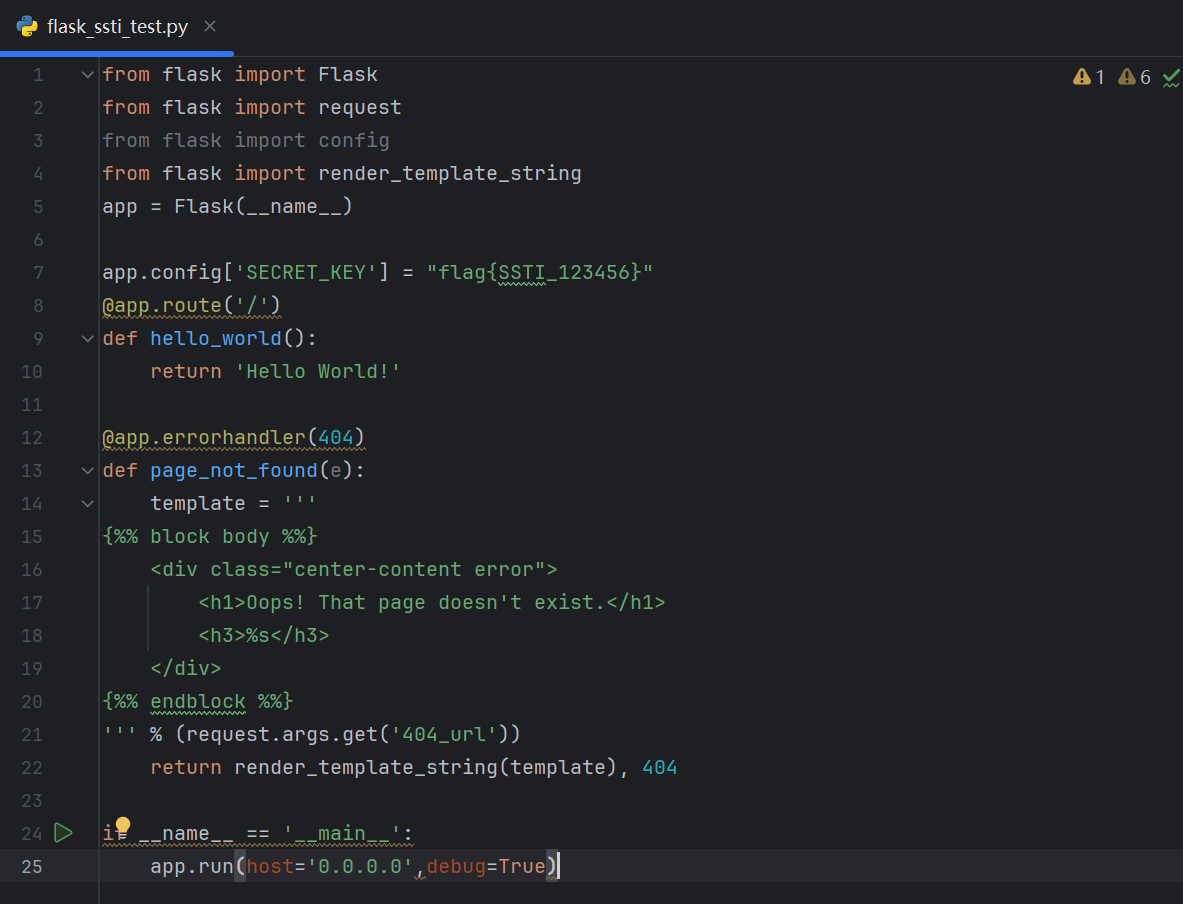 flask_ssti_test.py
1 from flask import Flask
2 from flask import request
3 from flask import config
4 from flask import render_template_string
5 app = Flask(__name__)
6
7 app.config['SECRET_KEY'] = "flag{SSTI_123456}"
8 @app.route('/')
9 def hello_world():
10     return 'Hello World!'
11
12 @app.errorhandler(404)
13 def page_not_found(e):
14     template = '''
15 {%% block body %%}
16     <div class="center-content error">
17         <h1>Oops! That page doesn't exist.</h1>
18         <h3>%s</h3>
19     </div>
20 {%% endblock %%}
21 ''' % (request.args.get('404_url'))
22     return render_template_string(template), 404
23
24 if __name__ == '__main__':
25     app.run(host='0.0.0.0',debug=True)
1 6